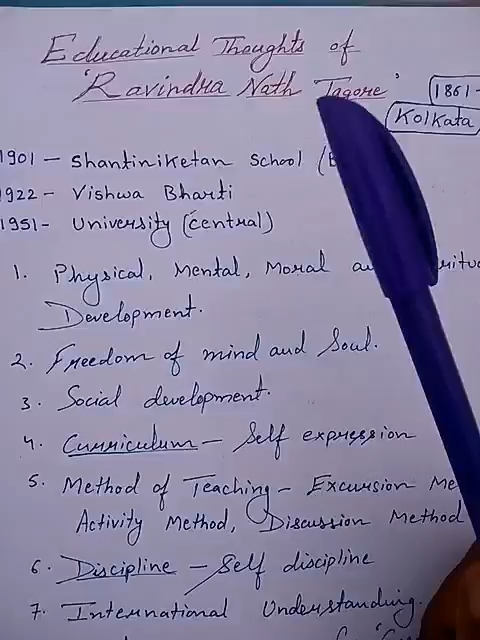 Educational Thoughts of
'Ravindra Nath Tagore'
1861-
Kolkata
1901 - Shantiniketan School (
1922 - Vishwa Bharti
1951 - University (central)
1. Physical, Mental, Moral
Development.
2. Freedom of mind and Soul.
3. Social development.
4. Curriculum - Self expression
5. Method of Teaching - Excursion Me
Activity Method, Discussion Method
6. Discipline - Self discipline
7. International Understanding.